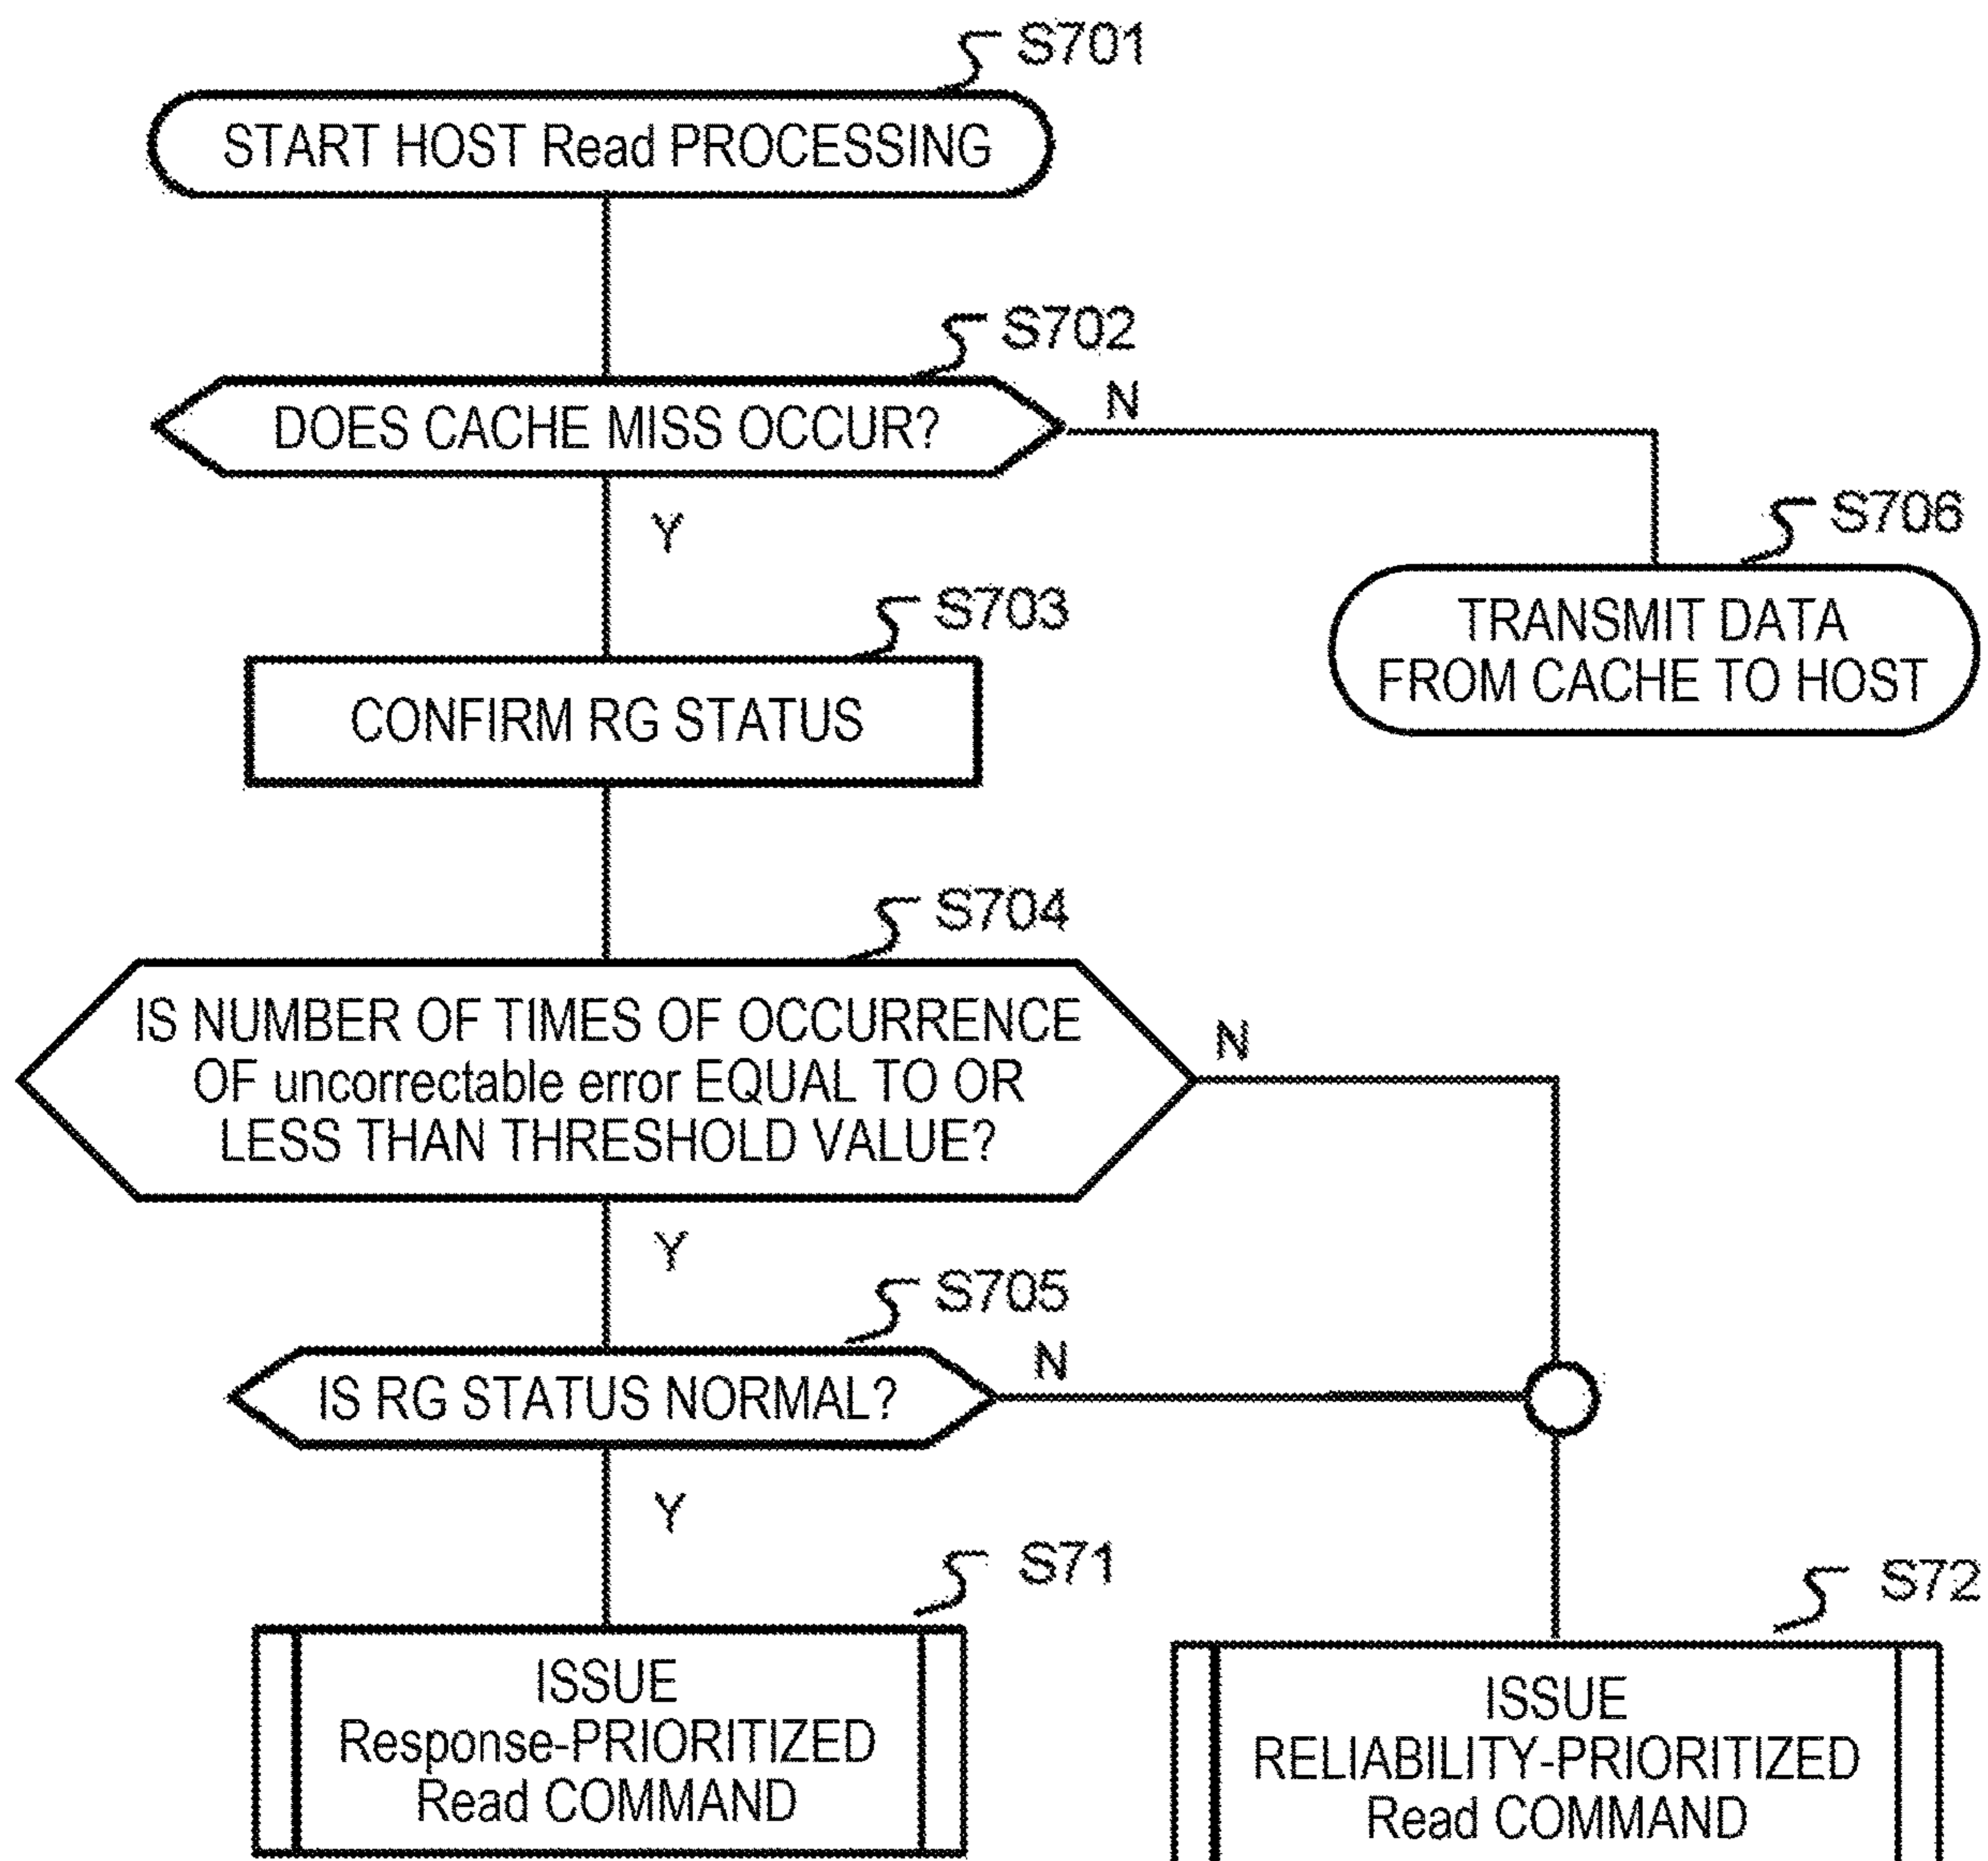 S701
START HOST Read PROCESSING
S702
DOES CACHE MISS OCCUR?
N
Y
S706
TRANSMIT DATA
FROM CACHE TO HOST
S703
CONFIRM RG STATUS
S704
IS NUMBER OF TIMES OF OCCURRENCE
OF uncorrectable error EQUAL TO OR
LESS THAN THRESHOLD VALUE?
N
Y
S705
IS RG STATUS NORMAL?
N
Y
S71
ISSUE
Response-PRIORITIZED
Read COMMAND
S72
ISSUE
RELIABILITY-PRIORITIZED
Read COMMAND